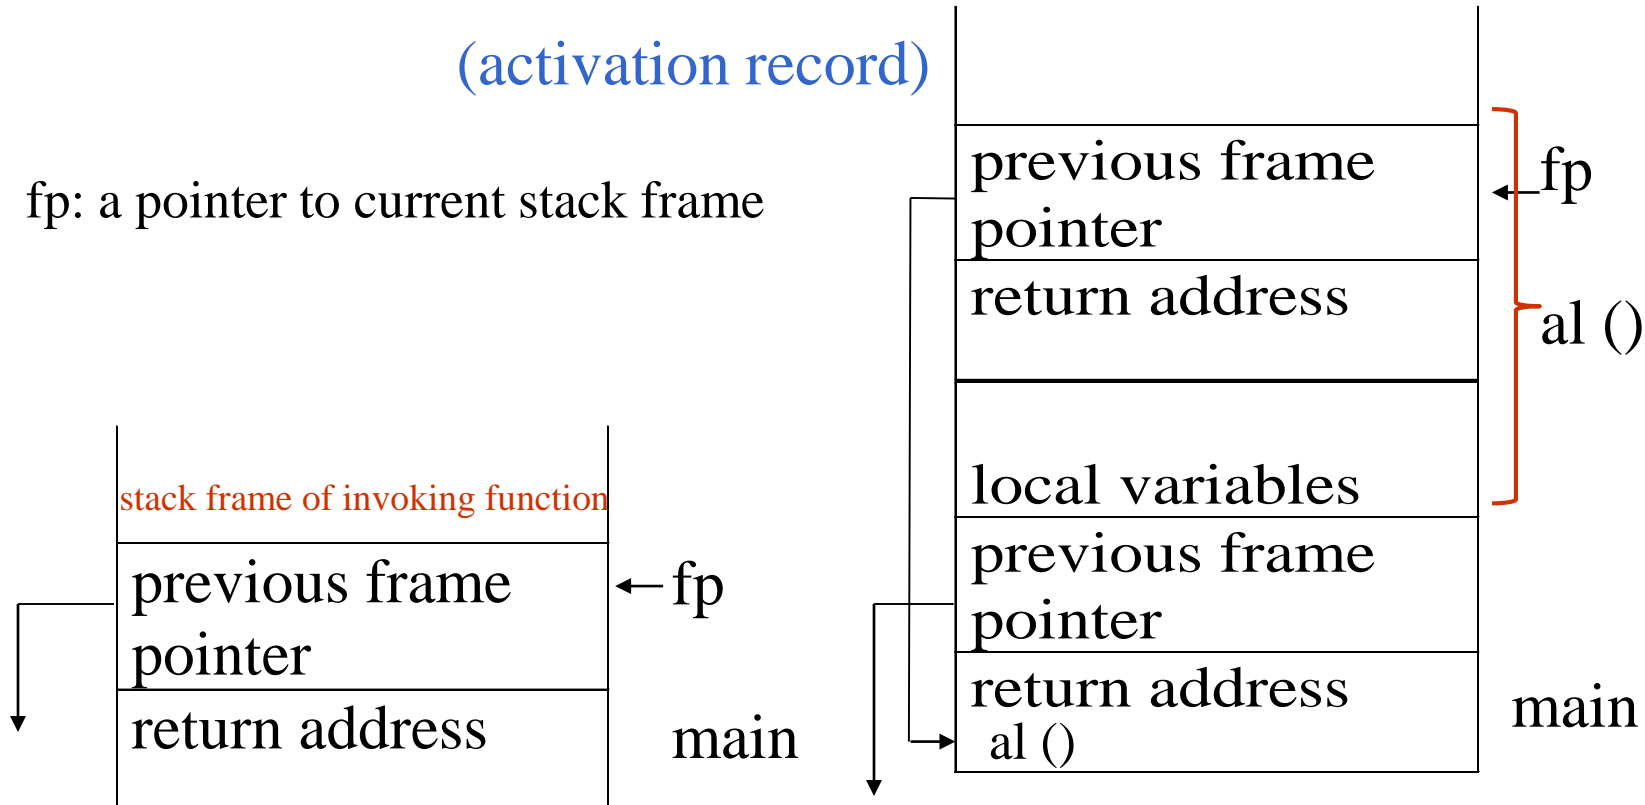 (activation record)
fp: a pointer to current stack frame
stack frame of invoking function
previous frame
pointer
return address
fp
main
previous frame
pointer
return address
local variables
previous frame
pointer
return address
al ()
fp
al ()
main